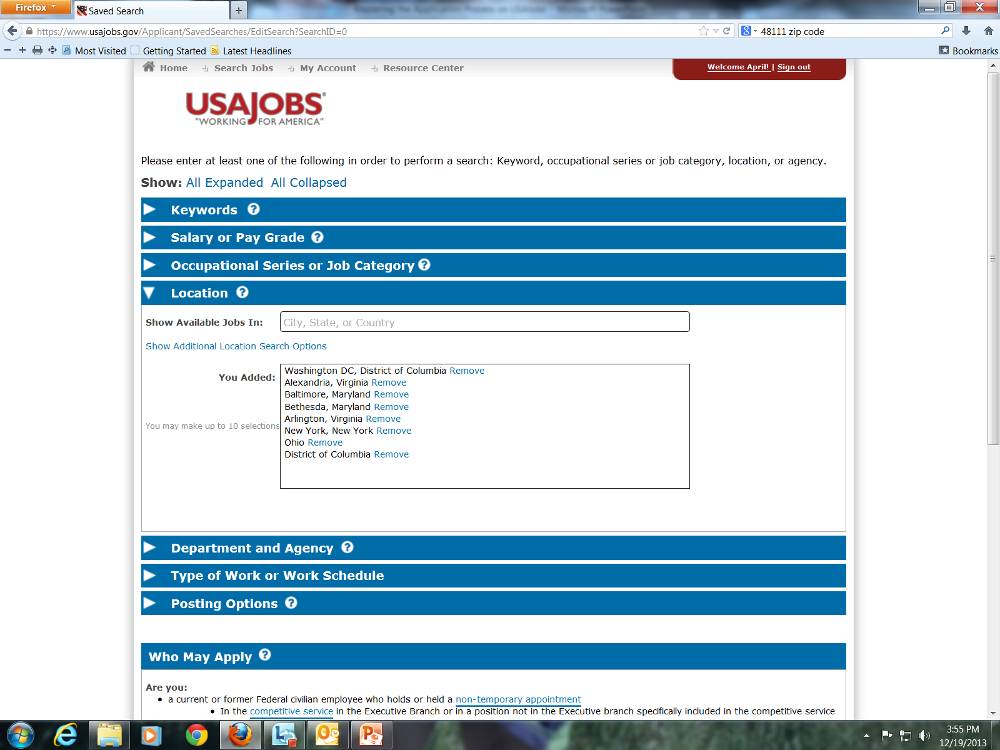 Firefox
Saved Search
https://www.usajobs.gov/Applicant/SavedSearches/EditSearch?SearchID=0
48111 zip code
Most Visited Getting Started Latest Headlines
Bookmarks
Home Search Jobs My Account Resource Center
Welcome April! | Sign out
USAJOBS®
"WORKING FOR AMERICA"
Please enter at least one of the following in order to perform a search: Keyword, occupational series or job category, location, or agency.
Show: All Expanded All Collapsed
Keywords ?
Salary or Pay Grade ?
Occupational Series or Job Category ?
Location ?
Show Available Jobs In: City, State, or Country
Show Additional Location Search Options
You Added:
Washington DC, District of Columbia Remove
Alexandria, Virginia Remove
Baltimore, Maryland Remove
Bethesda, Maryland Remove
Arlington, Virginia Remove
You may make up to 10 selections
New York, New York Remove
Ohio Remove
District of Columbia Remove
Department and Agency ?
Type of Work or Work Schedule
Posting Options ?
Who May Apply ?
Are you:
• a current or former Federal civilian employee who holds or held a non-temporary appointment
• In the competitive service in the Executive Branch or in a position not in the Executive branch specifically included in the competitive service
3:55 PM
12/19/2013